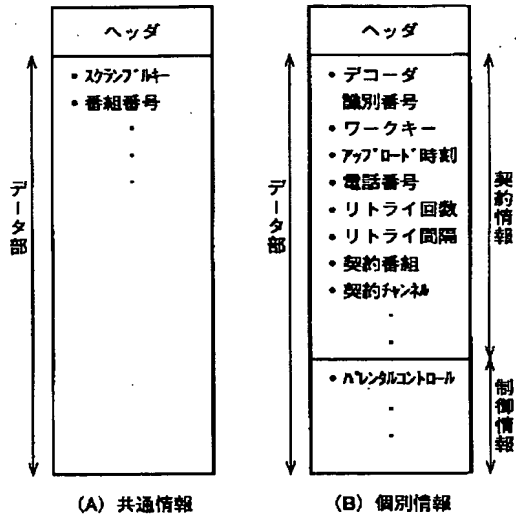 ヘッダ
・スクランブルキー
・番組番号
データ部
(A) 共通情報
ヘッダ
・デコーダ
識別番号
・ワークキー
・アップロード時刻
・電話番号
・リトライ回数
・リトライ間隔
・契約番組
・契約チャンネル
・パレンタルコントロール
データ部
契約情報
制御情報
(B) 個別情報